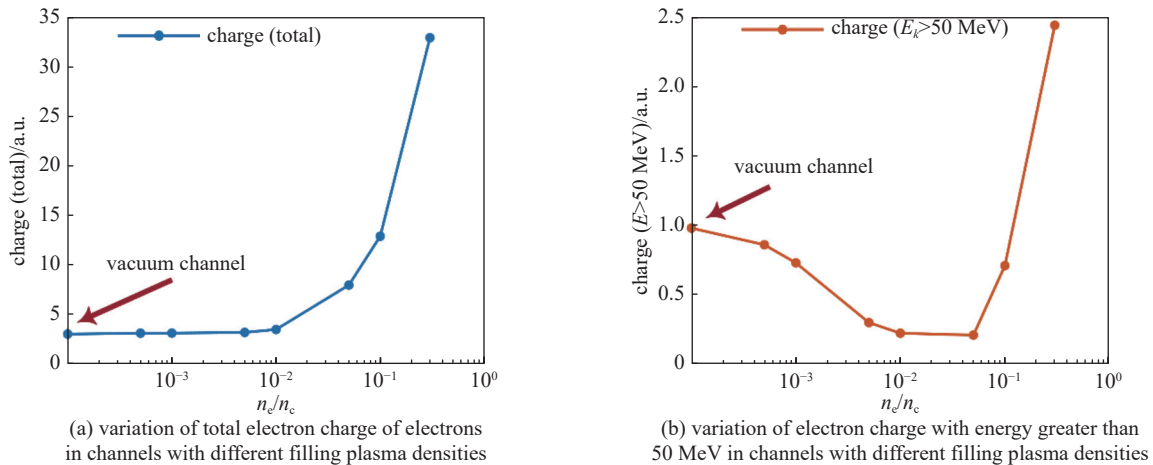 35
30
25
20
15
10
5
0
charge (total)/a.u.
charge (total)
vacuum channel
10⁻³
10⁻²
10⁻¹
10⁰
nₑ/n꜀
(a) variation of total electron charge of electrons
in channels with different filling plasma densities
2.5
2.0
1.5
1.0
0.5
0
charge (E>50 MeV)/a.u.
charge (Eₖ>50 MeV)
vacuum channel
10⁻³
10⁻²
10⁻¹
10⁰
nₑ/n꜀
(b) variation of electron charge with energy greater than
50 MeV in channels with different filling plasma densities